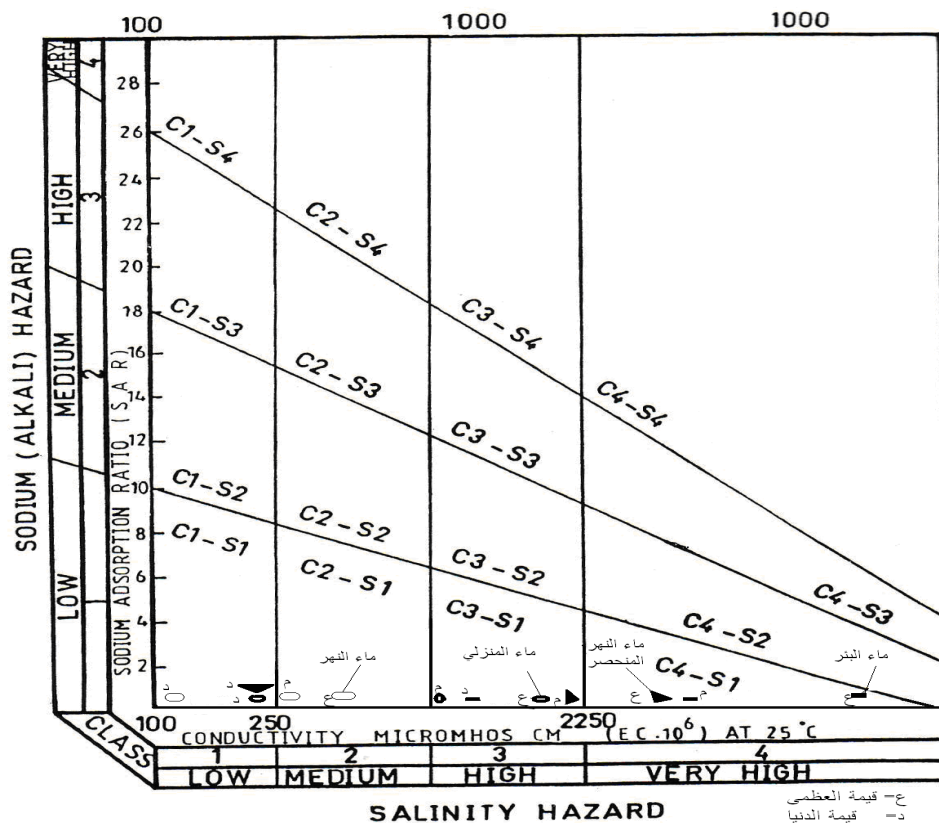 100 1000 1000
VERY HIGH
4
HIGH
3
MEDIUM
2
LOW
1
SODIUM (ALKALI) HAZARD
SODIUM ADSORPTION RATIO (S A R)
28
26
24
22
20
18
16
14
12
10
8
6
4
2
C1-S4
C2-S4
C3-S4
C4-S4
C1-S3
C2-S3
C3-S3
C4-S3
C1-S2
C2-S2
C3-S2
C4-S2
C1-S1
C2-S1
C3-S1
C4-S1
ماء النهر
ماء المنزلي
ماء النهر
المنحصر
ماء البئر
د د م ع د ع م ع م ع
100 250 2250
CONDUCTIVITY MICROMHOS CM (EC.10⁶) AT 25°C
CLASS
1 2 3 4
LOW MEDIUM HIGH VERY HIGH
SALINITY HAZARD
ع- قيمة العظمى
د- قيمة الدنيا